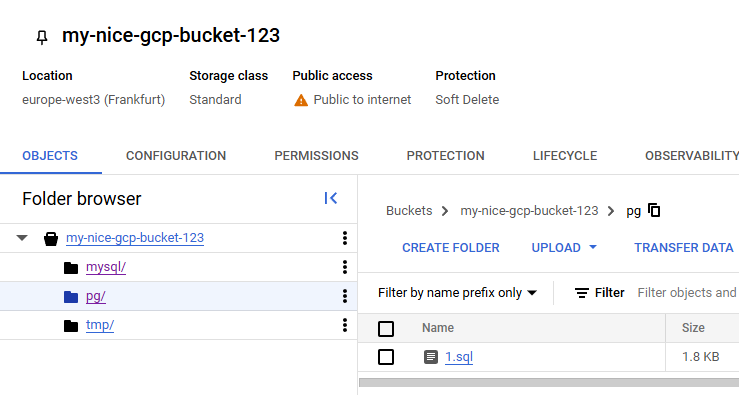 my-nice-gcp-bucket-123
Location Storage class Public access Protection
europe-west3 (Frankfurt) Standard Public to internet Soft Delete
OBJECTS CONFIGURATION PERMISSIONS PROTECTION LIFECYCLE OBSERVABILITY
Folder browser
my-nice-gcp-bucket-123
mysql/
pg/
tmp/
Buckets my-nice-gcp-bucket-123 pg
CREATE FOLDER UPLOAD TRANSFER DATA
Filter by name prefix only Filter Filter objects and
Name Size
1.sql 1.8 KB